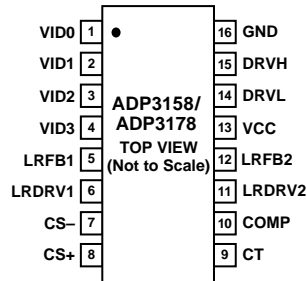 VID0 1 16 GND
VID1 2 15 DRVH
VID2 3 14 DRVL
VID3 4 13 VCC
LRFB1 5 12 LRFB2
LRDRV1 6 11 LRDRV2
CS– 7 10 COMP
CS+ 8 9 CT
ADP3158/
ADP3178
TOP VIEW
(Not to Scale)